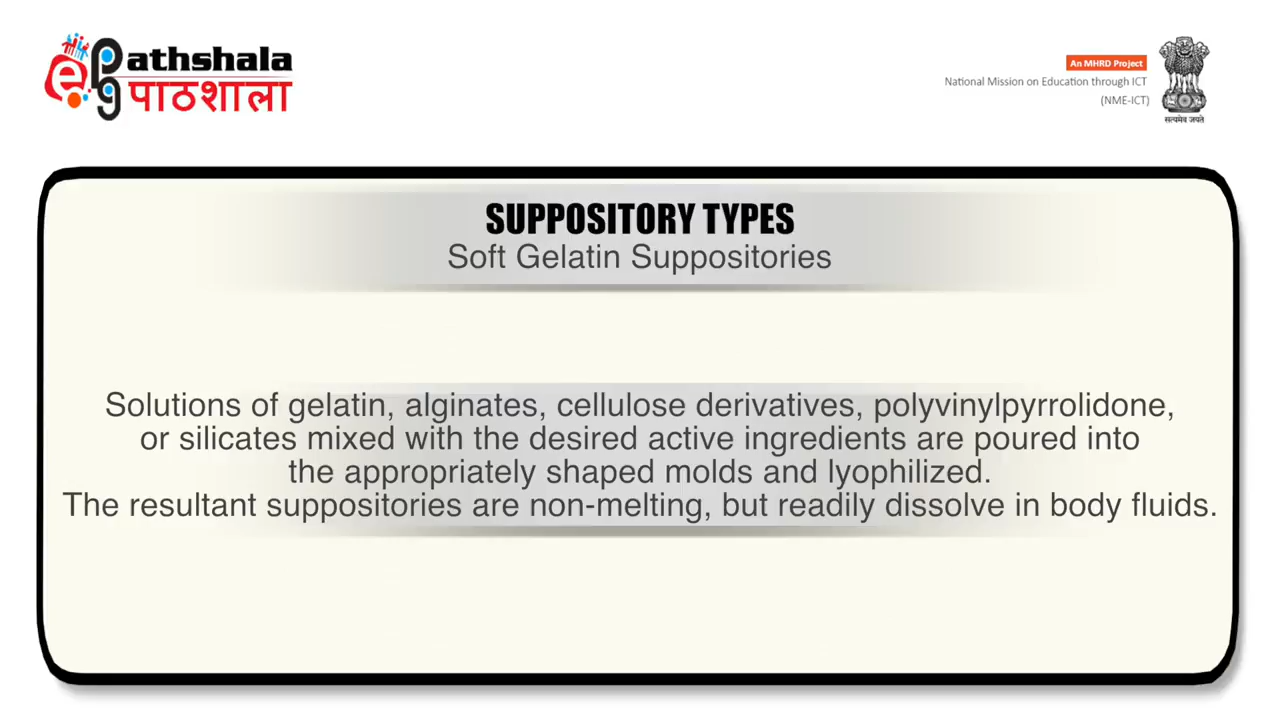 e pg Pathshala
पाठशाला
An MHRD Project
National Mission on Education through ICT
(NME-ICT)
सत्यमेव जयते
SUPPOSITORY TYPES
Soft Gelatin Suppositories
Solutions of gelatin, alginates, cellulose derivatives, polyvinylpyrrolidone,
or silicates mixed with the desired active ingredients are poured into
the appropriately shaped molds and lyophilized.
The resultant suppositories are non-melting, but readily dissolve in body fluids.